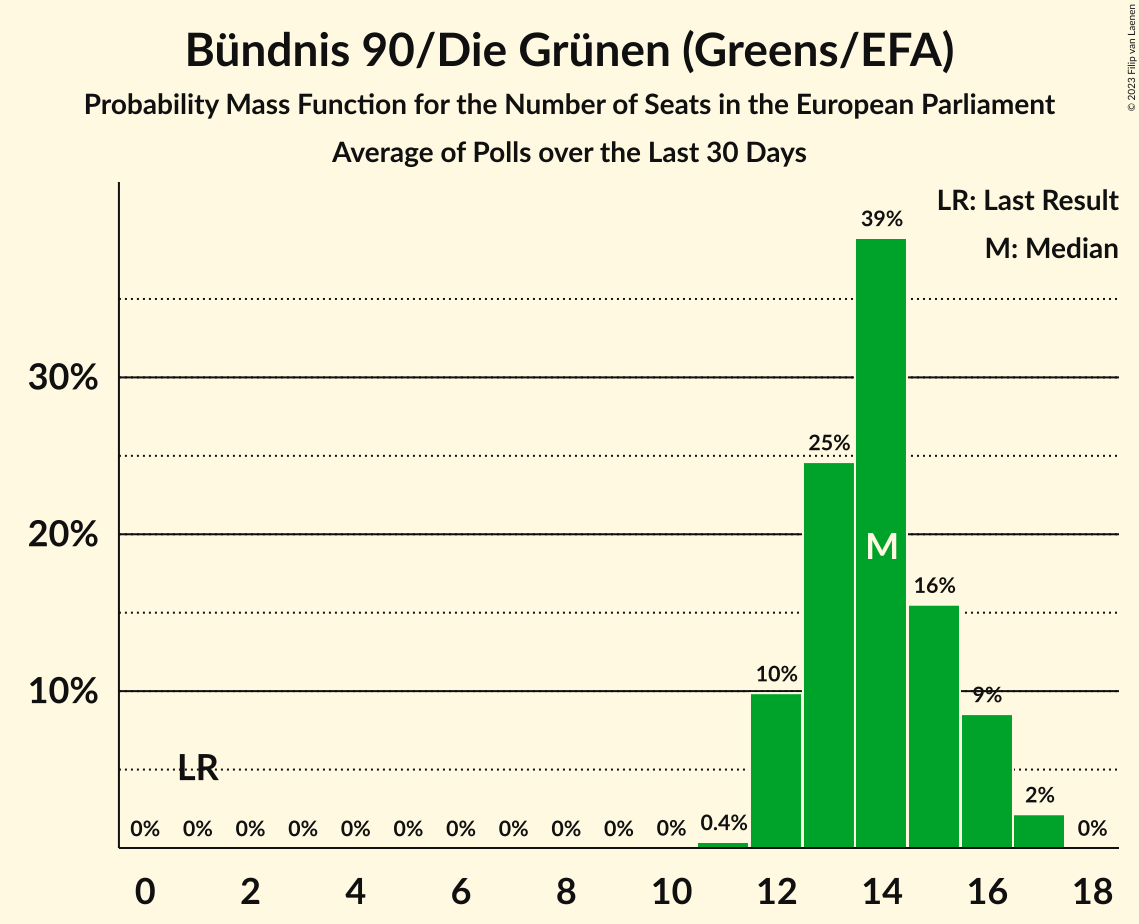 Bündnis 90/Die Grünen (Greens/EFA)
Probability Mass Function for the Number of Seats in the European Parliament
Average of Polls over the Last 30 Days
© 2023 Filip van Laenen
LR: Last Result
M: Median
39%
30%
25%
20%
M
16%
10%
10%
9%
LR
2%
0% 0% 0% 0% 0% 0% 0% 0% 0% 0% 0% 0.4% 0%
0 2 4 6 8 10 12 14 16 18